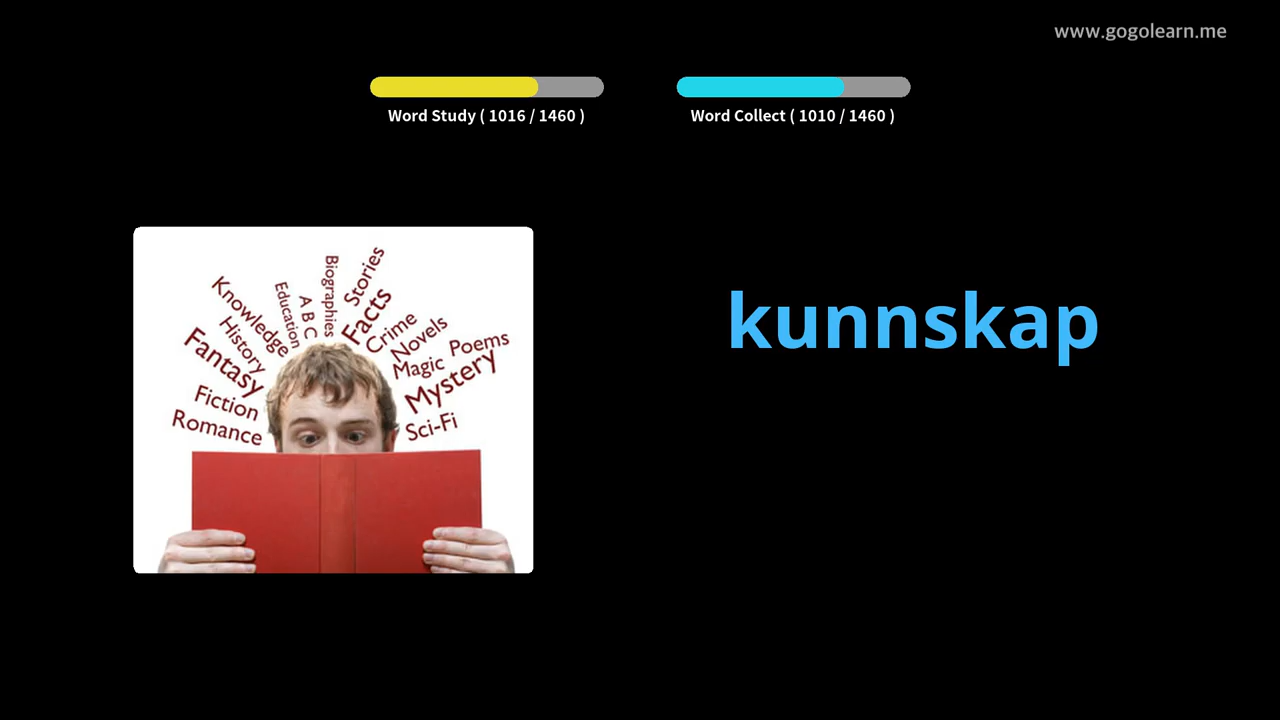 www.gogolearn.me
Word Study ( 1016 / 1460 )
Word Collect ( 1010 / 1460 )
kunnskap
Romance
Fiction
Fantasy
History
Knowledge
Education
A B C
Biographies
Stories
Facts
Crime
Novels
Magic
Poems
Mystery
Sci-Fi